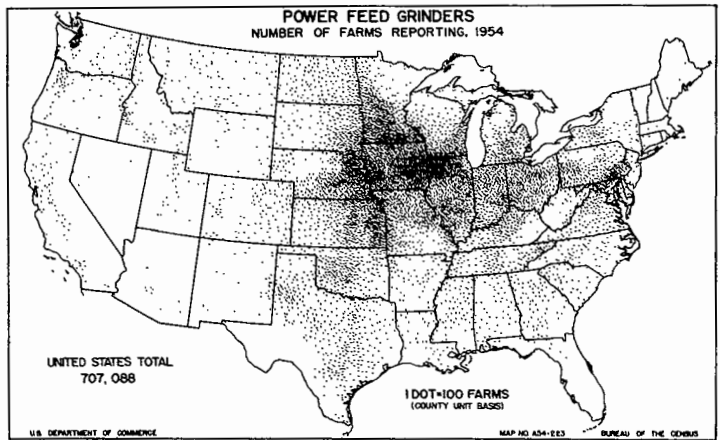 POWER FEED GRINDERS
NUMBER OF FARMS REPORTING, 1954
UNITED STATES TOTAL
707, 088
1 DOT=100 FARMS
(COUNTY UNIT BASIS)
U.S. DEPARTMENT OF COMMERCE
MAP NO. A54-223
BUREAU OF THE CENSUS